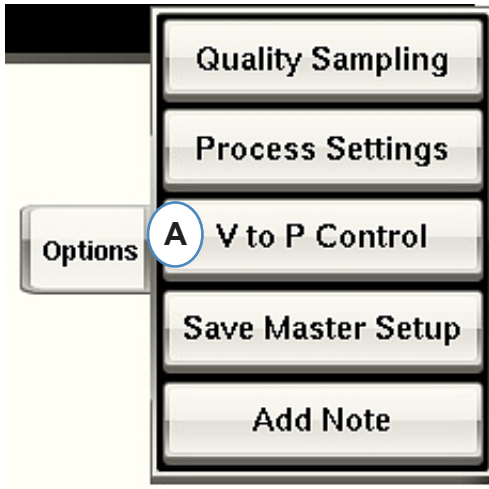 Quality Sampling
Process Settings
Options
A
V to P Control
Save Master Setup
Add Note